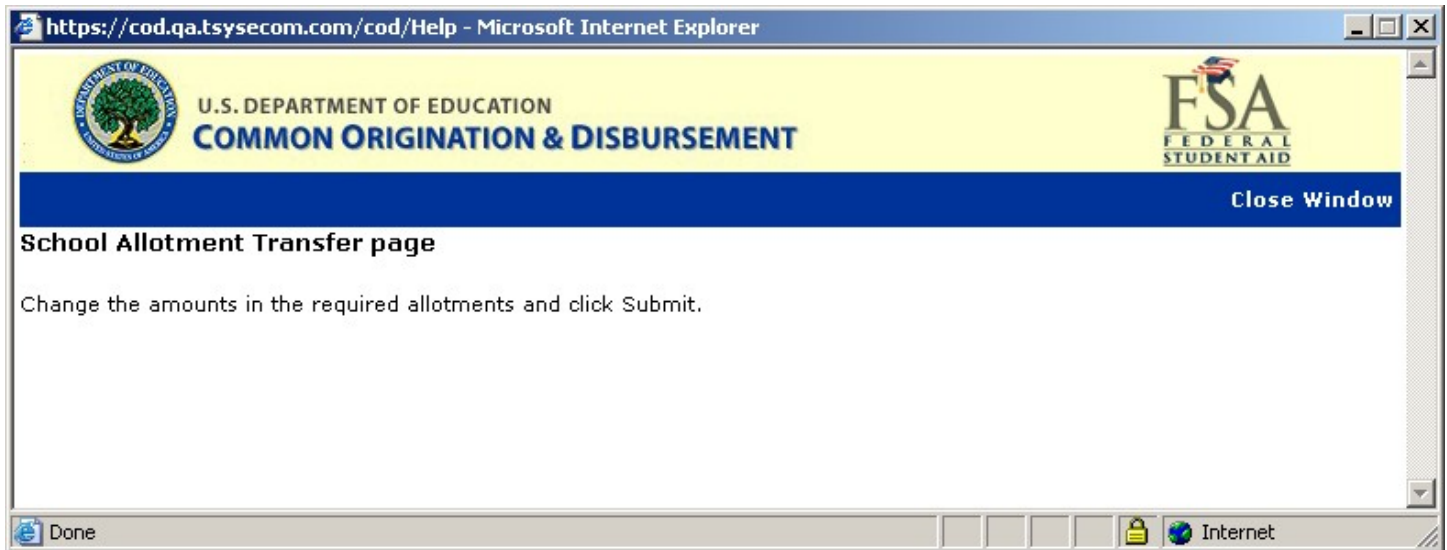 https://cod.qa.tsysecom.com/cod/Help - Microsoft Internet Explorer
U.S. DEPARTMENT OF EDUCATION
COMMON ORIGINATION & DISBURSEMENT
FSA
FEDERAL
STUDENT AID
Close Window
School Allotment Transfer page
Change the amounts in the required allotments and click Submit.
Done
Internet